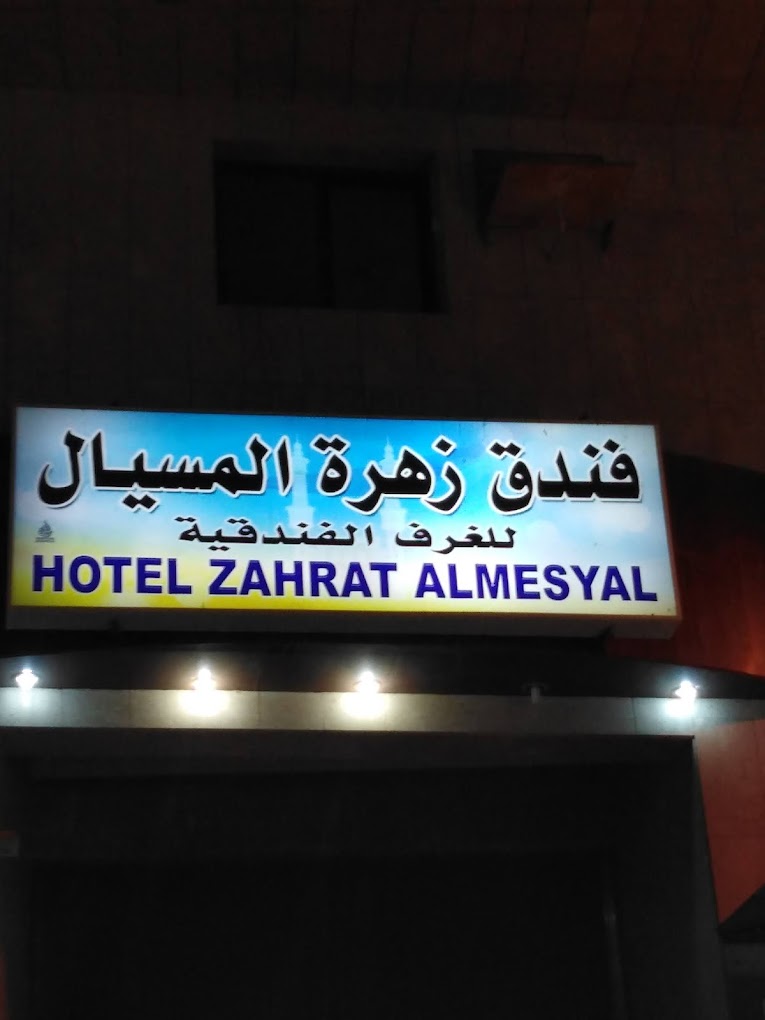 فندق زهرة المسيال
للغرف الفندقية
HOTEL ZAHRAT ALMESYAL